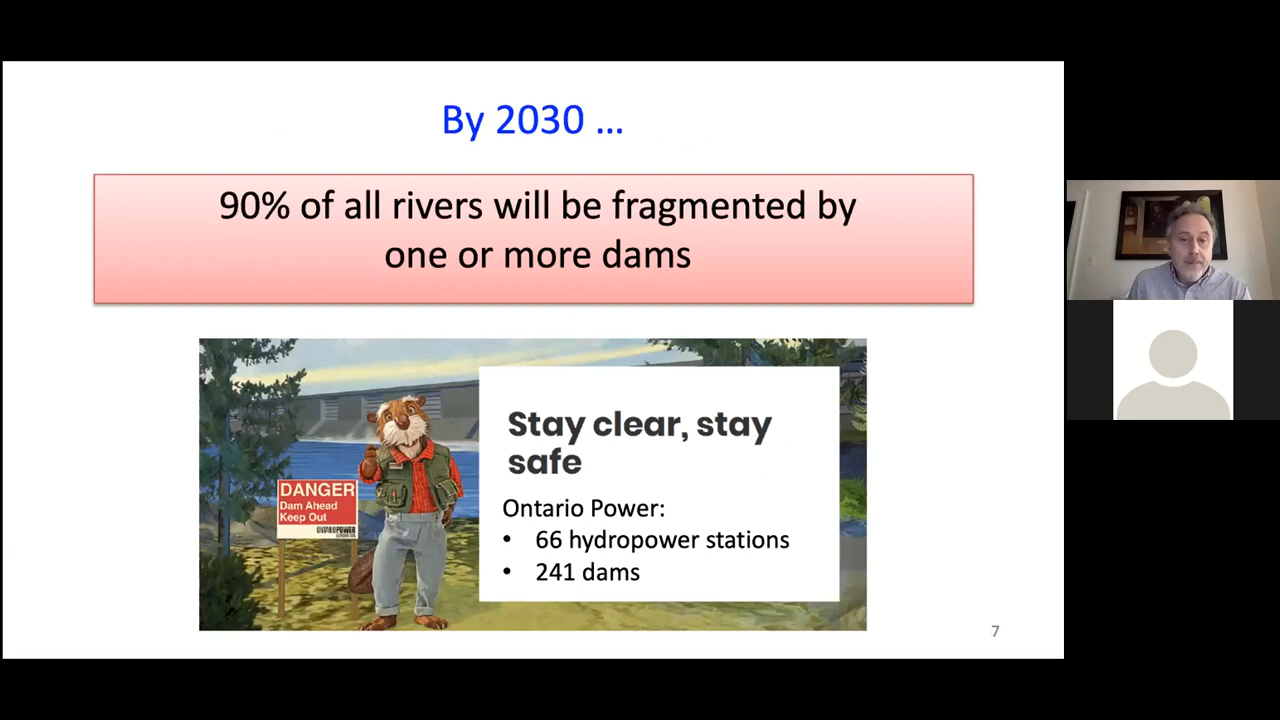 By 2030 ...
90% of all rivers will be fragmented by
one or more dams
Stay clear, stay
safe
DANGER
Dam Ahead
Keep Out
ONTARIOPOWER
Ontario Power:
• 66 hydropower stations
• 241 dams
7